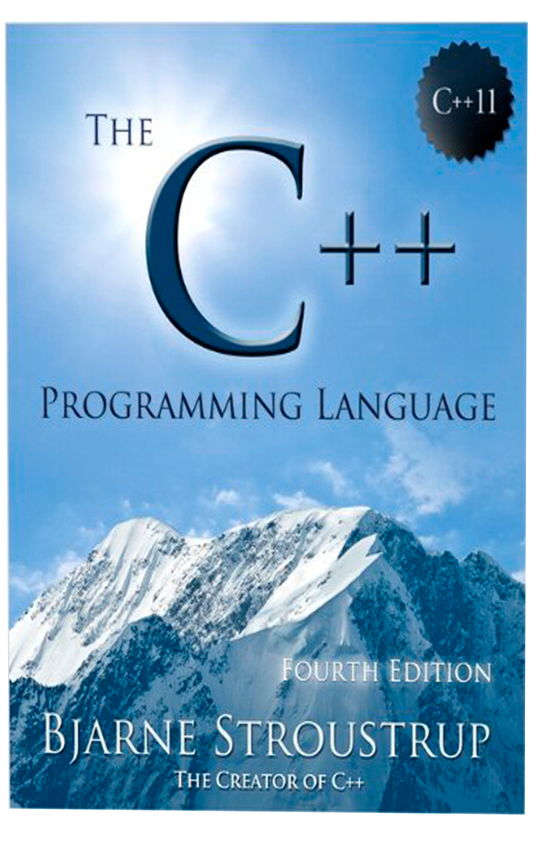 C++11
THE
C++
PROGRAMMING LANGUAGE
FOURTH EDITION
BJARNE STROUSTRUP
THE CREATOR OF C++